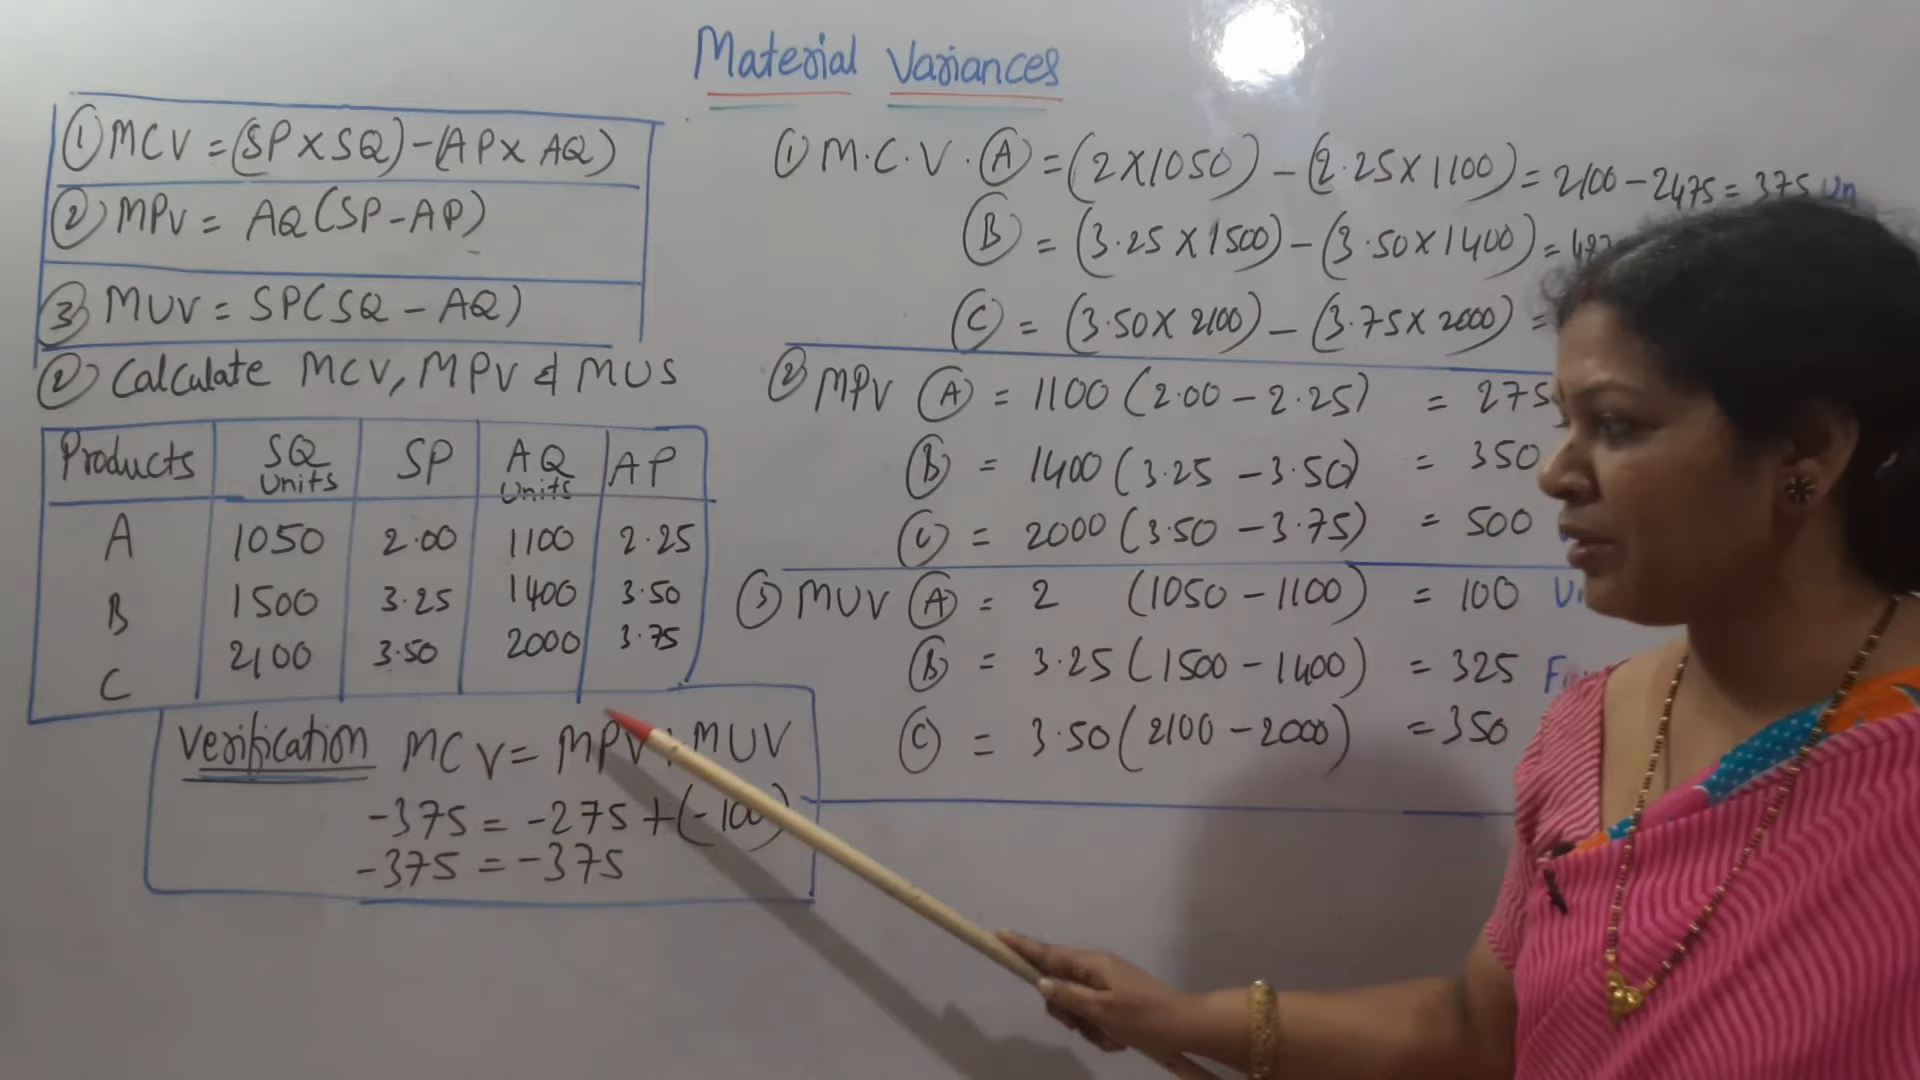 Material Variances
① MCV = (SP X SQ) - (AP X AQ)
② MPV = AQ (SP - AP)
③ MUV = SP (SQ - AQ)
② Calculate MCV, MPV & MUS
Products SQ Units SP AQ Units AP
A 1050 2.00 1100 2.25
B 1500 3.25 1400 3.50
C 2100 3.50 2000 3.75
Verification MCV = MPV + MUV
-375 = -275 + (-100)
-375 = -375
① M.C.V. Ⓐ = (2 X 1050) - (2.25 X 1100) = 2100 - 2475 = 375 Un
Ⓑ = (3.25 X 1500) - (3.50 X 1400) =
Ⓒ = (3.50 X 2100) - (3.75 X 2000) =
② MPV Ⓐ = 1100 (2.00 - 2.25) = 275
Ⓑ = 1400 (3.25 - 3.50) = 350
Ⓒ = 2000 (3.50 - 3.75) = 500
③ MUV Ⓐ = 2 (1050 - 1100) = 100
Ⓑ = 3.25 (1500 - 1400) = 325
Ⓒ = 3.50 (2100 - 2000) = 350